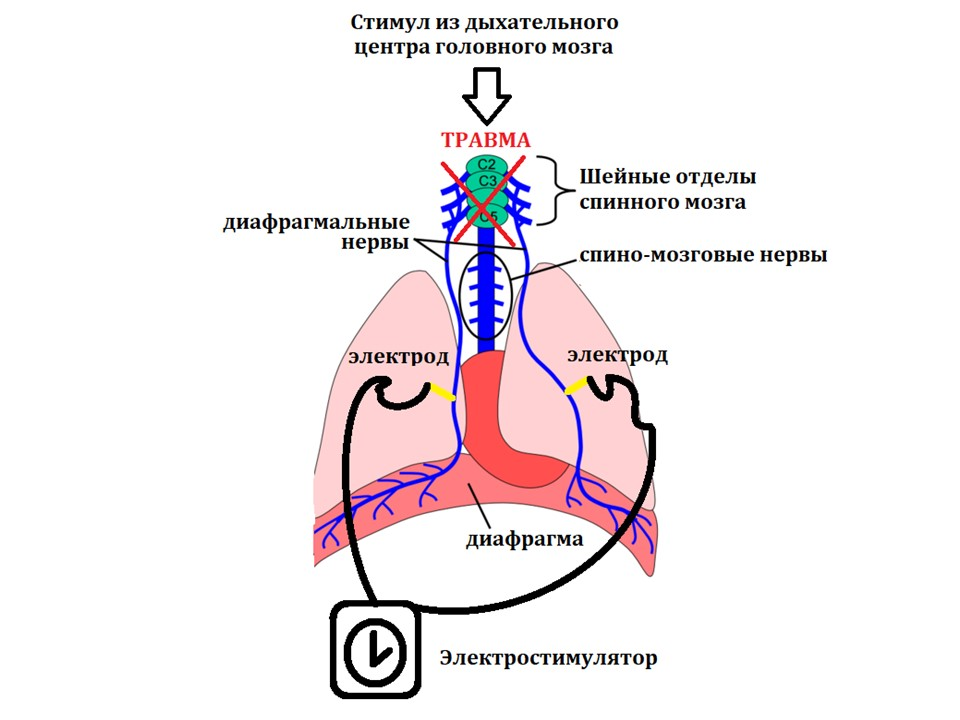 Стимул из дыхательного
центра головного мозга
ТРАВМА
C2
C3
C5
Шейные отделы
спинного мозга
диафрагмальные
нервы
спино-мозговые нервы
электрод
электрод
диафрагма
Электростимулятор